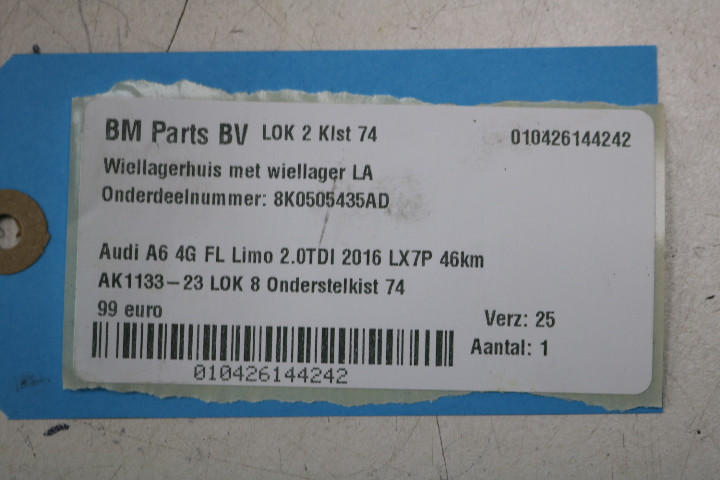 BM Parts BV LOK 2 Klst 74 010426144242
Wiellagerhuis met wiellager LA
Onderdeelnummer: 8K0505435AD
Audi A6 4G FL Limo 2.0TDI 2016 LX7P 46km
AK1133-23 LOK 8 Onderstelkist 74
99 euro
Verz: 25
Aantal: 1
010426144242